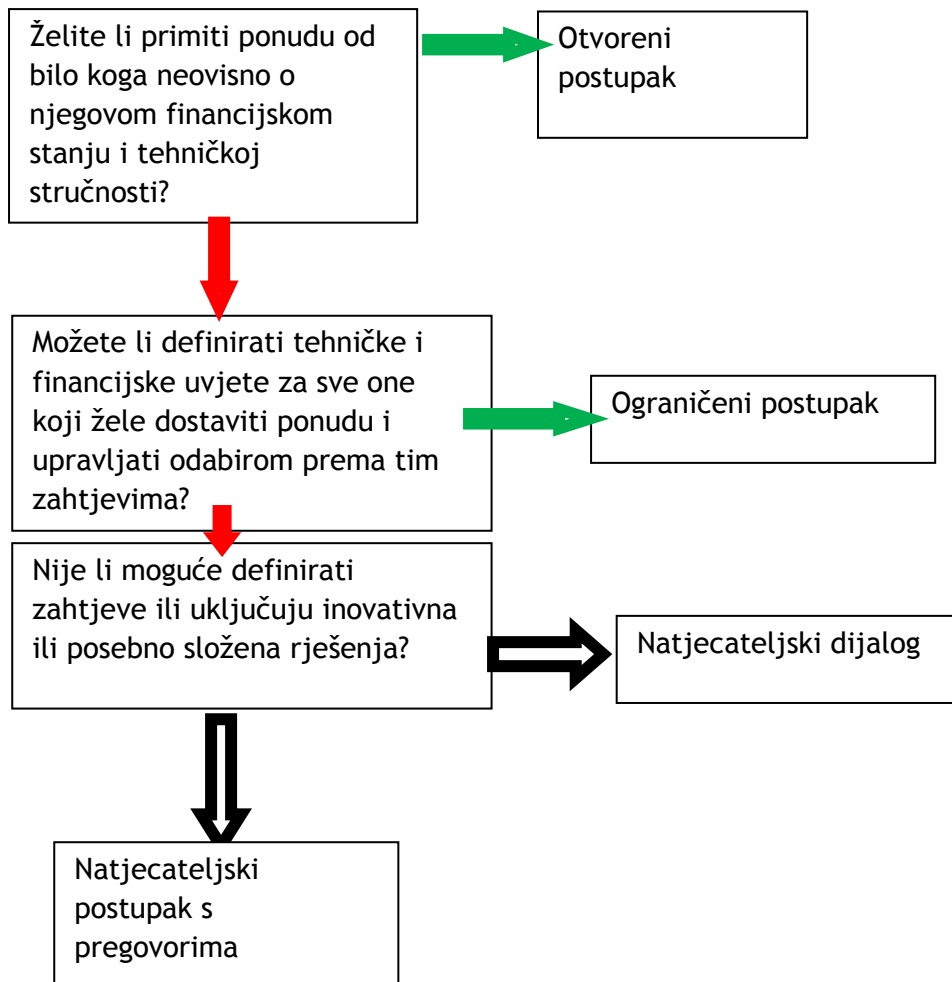 Želite li primiti ponudu od
bilo koga neovisno o
njegovom financijskom
stanju i tehničkoj
stručnosti?
Otvoreni
postupak
Možete li definirati tehničke i
financijske uvjete za sve one
koji žele dostaviti ponudu i
upravljati odabirom prema tim
zahtjevima?
Ograničeni postupak
Nije li moguće definirati
zahtjeve ili uključuju inovativna
ili posebno složena rješenja?
Natjecateljski dijalog
Natjecateljski
postupak s
pregovorima